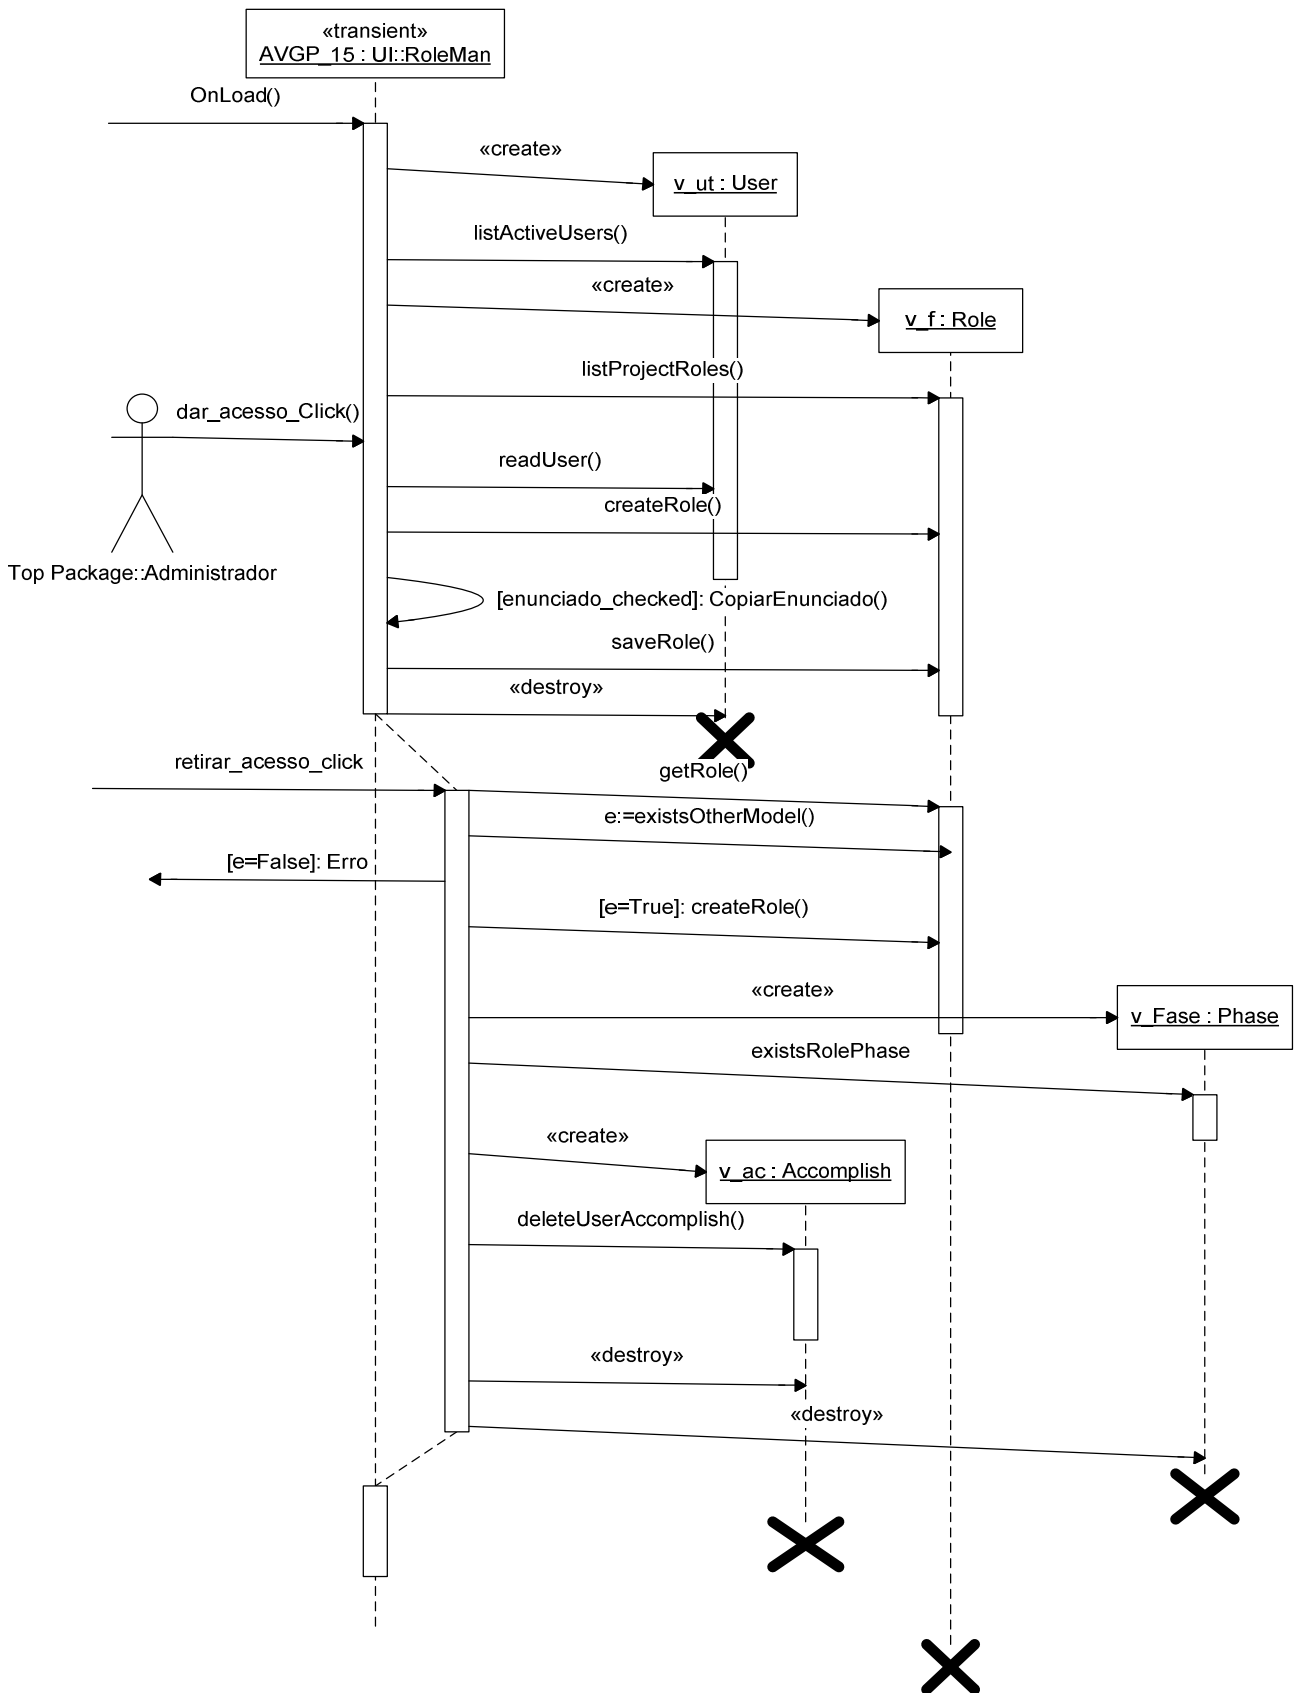 «transient»
AVGP_15 : UI::RoleMan
OnLoad()
«create»
v_ut : User
listActiveUsers()
«create»
v_f : Role
listProjectRoles()
dar_acesso_Click()
readUser()
createRole()
Top Package::Administrador
[enunciado_checked]: CopiarEnunciado()
saveRole()
«destroy»
retirar_acesso_click
getRole()
e:=existsOtherModel()
[e=False]: Erro
[e=True]: createRole()
«create»
v_Fase : Phase
existsRolePhase
«create»
v_ac : Accomplish
deleteUserAccomplish()
«destroy»
«destroy»